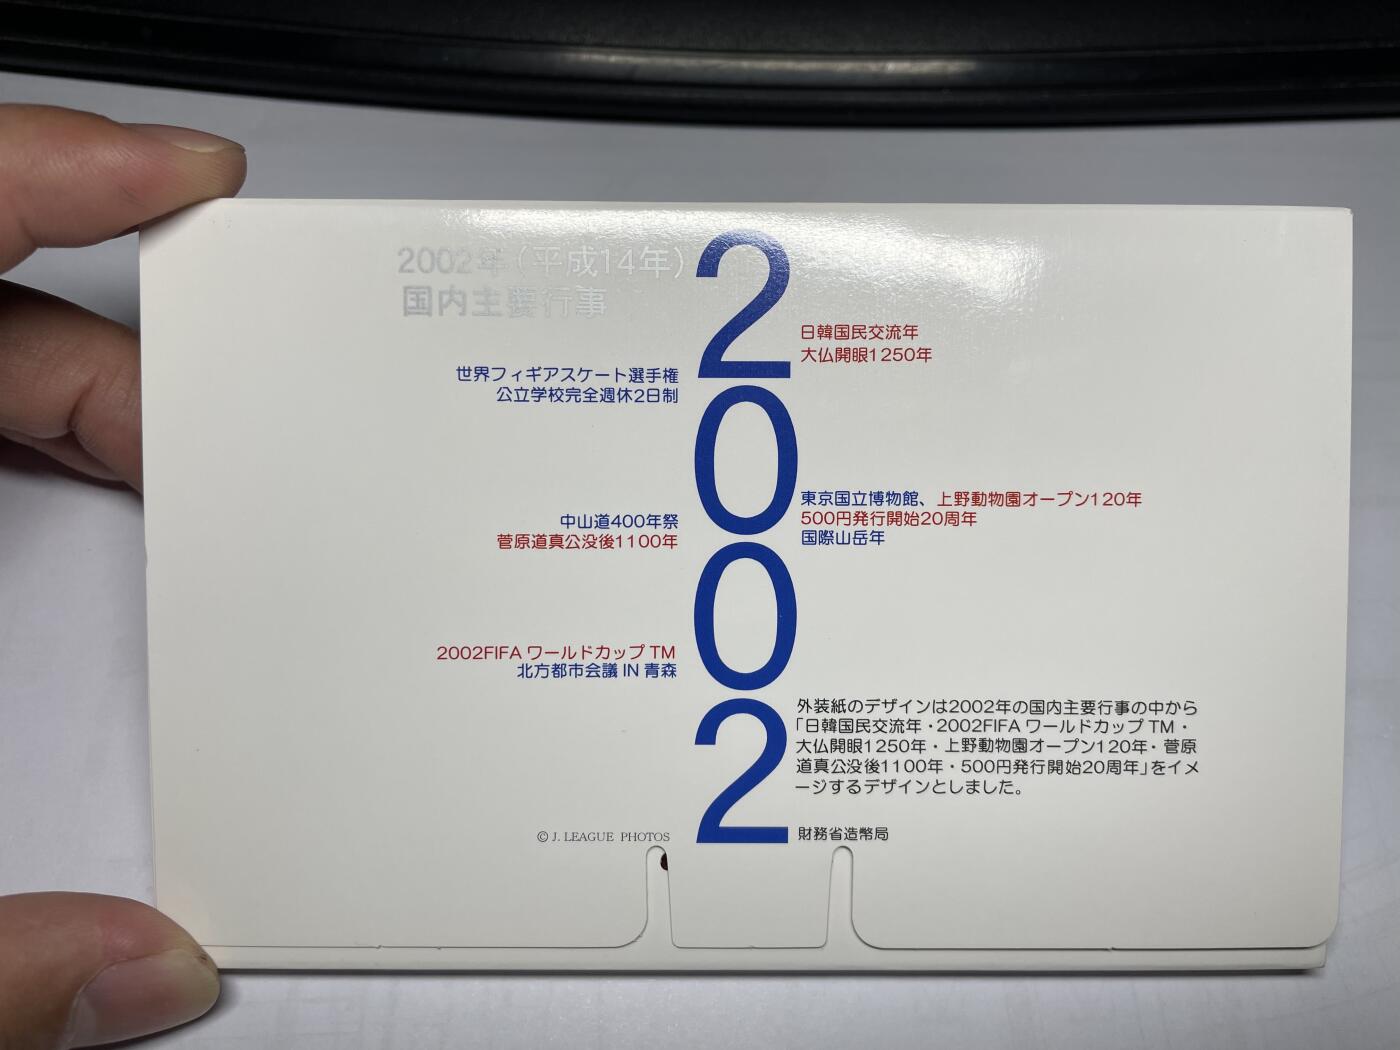 2002年(平成14年)
国内主要行事
2002
日韓国民交流年
大仏開眼1250年
世界フィギアスケート選手権
公立学校完全週休2日制
東京国立博物館、上野動物園オープン120年
500円発行開始20周年
国際山岳年
中山道400年祭
菅原道真公没後1100年
2002FIFA ワールドカップ TM
北方都市会議 IN 青森
外装紙のデザインは2002年の国内主要行事の中から
「日韓国民交流年・2002FIFA ワールドカップ TM・
大仏開眼1250年・上野動物園オープン120年・菅原
道真公没後1100年・500円発行開始20周年」をイメ
ージするデザインとしました。
© J. LEAGUE PHOTOS
財務省造幣局